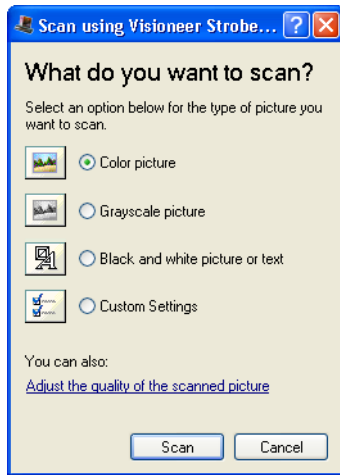 Scan using Visioneer Strobe...
What do you want to scan?
Select an option below for the type of picture you
want to scan.
Color picture
Grayscale picture
Black and white picture or text
Custom Settings
You can also:
Adjust the quality of the scanned picture
Scan Cancel